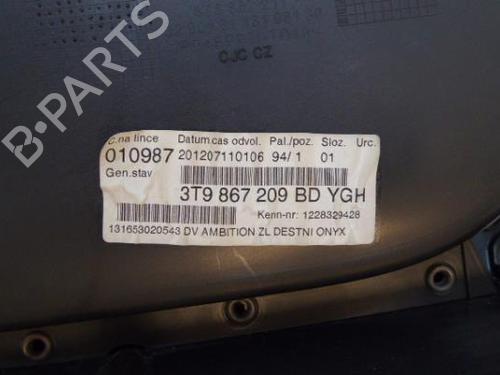 CJC CZ
C.na lince Datum.cas odvol. Pal./poz. Sloz. Urc.
010987 201207110106 94/ 1 01
Gen.stav
3T9 867 209 BD YGH
Kenn-nr: 1228329428
131653020543 DV AMBITION ZL DESTNI ONYX
B-PARTS